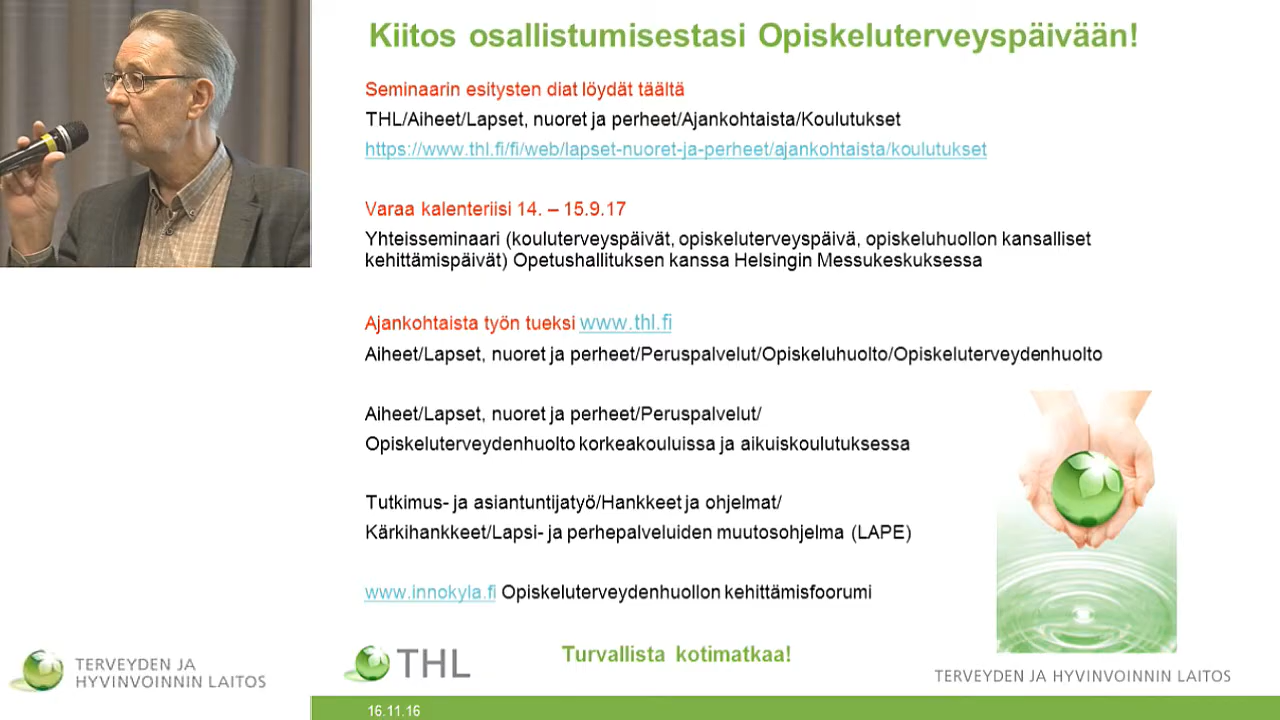 Kiitos osallistumisestasi Opiskeluterveyspäivään!
Seminaarin esitysten diat löydät täältä
THL/Aiheet/Lapset, nuoret ja perheet/Ajankohtaista/Koulutukset
https://www.thl.fi/fi/web/lapset-nuoret-ja-perheet/ajankohtaista/koulutukset
Varaa kalenteriisi 14. – 15.9.17
Yhteisseminaari (kouluterveyspäivät, opiskeluterveyspäivä, opiskeluhuollon kansalliset
kehittämispäivät) Opetushallituksen kanssa Helsingin Messukeskuksessa
Ajankohtaista työn tueksi www.thl.fi
Aiheet/Lapset, nuoret ja perheet/Peruspalvelut/Opiskeluhuolto/Opiskeluterveydenhuolto
Aiheet/Lapset, nuoret ja perheet/Peruspalvelut/
Opiskeluterveydenhuolto korkeakouluissa ja aikuiskoulutuksessa
Tutkimus- ja asiantuntijatyö/Hankkeet ja ohjelmat/
Kärkihankkeet/Lapsi- ja perhepalveluiden muutosohjelma (LAPE)
www.innokyla.fi Opiskeluterveydenhuollon kehittämisfoorumi
Turvallista kotimatkaa!
TERVEYDEN JA
HYVINVOINNIN LAITOS
THL
TERVEYDEN JA HYVINVOINNIN LAITOS
16.11.16